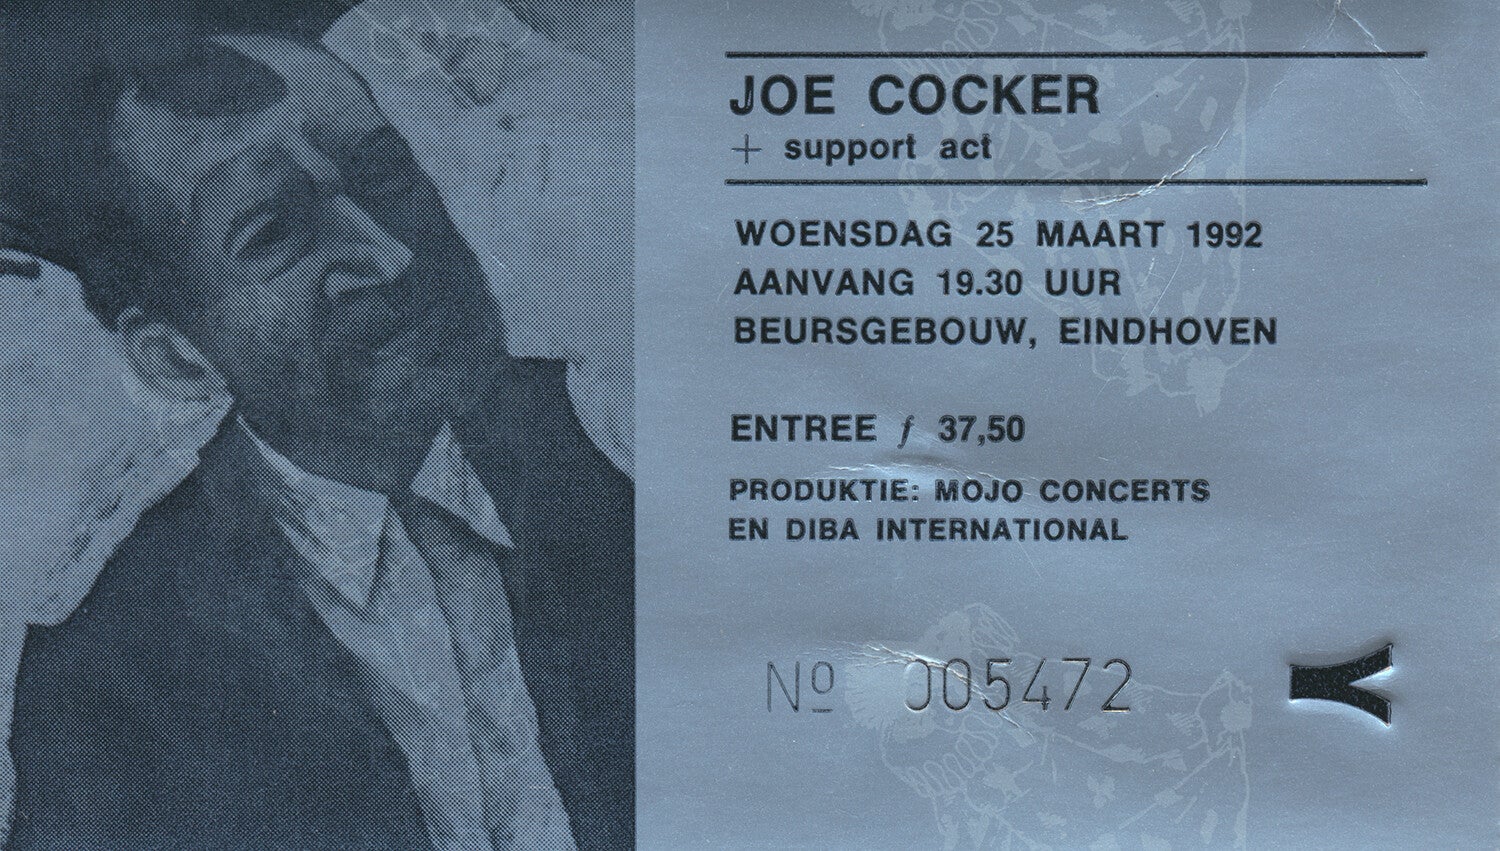 JOE COCKER
+ support act
WOENSDAG 25 MAART 1992
AANVANG 19.30 UUR
BEURSGEBOUW, EINDHOVEN
ENTREE ƒ 37,50
PRODUKTIE: MOJO CONCERTS
EN DIBA INTERNATIONAL
Nº 005472